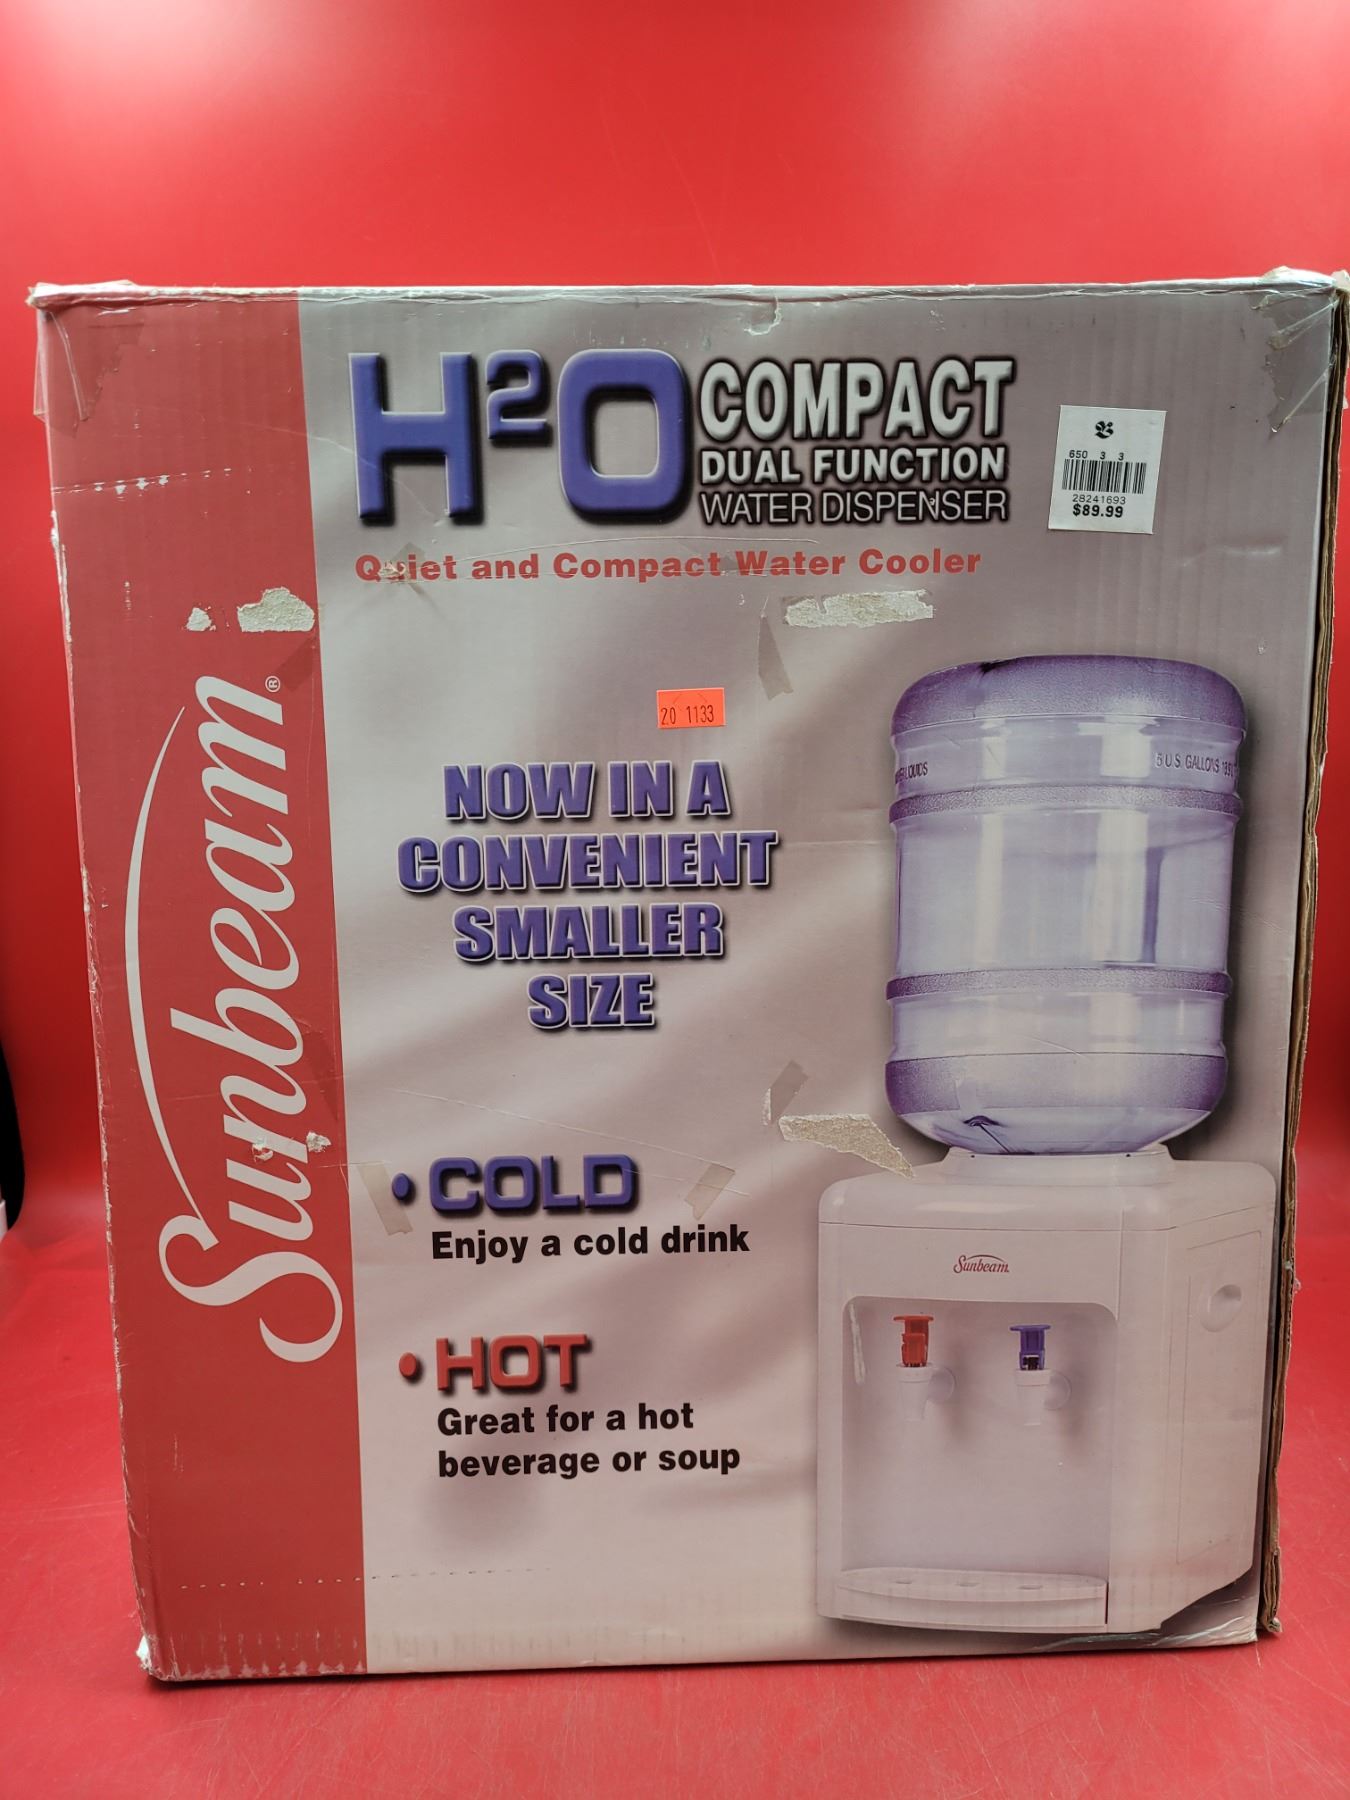 H2O COMPACT
DUAL FUNCTION
WATER DISPENSER
Quiet and Compact Water Cooler
650 3 3
28241693
$89.99
20 1133
Sunbeam®
NOW IN A
CONVENIENT
SMALLER
SIZE
5 U.S. GALLONS
• COLD
Enjoy a cold drink
Sunbeam
• HOT
Great for a hot
beverage or soup